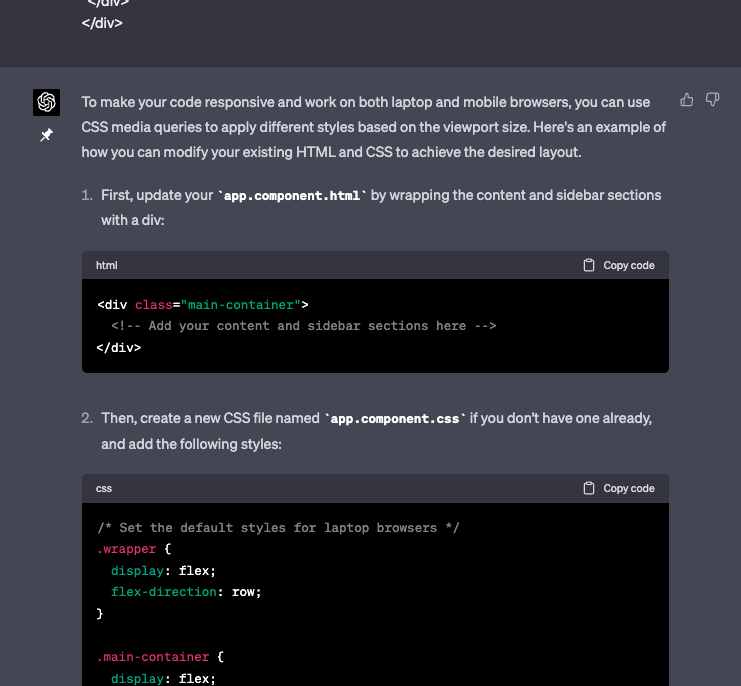 </div>
</div>
To make your code responsive and work on both laptop and mobile browsers, you can use
CSS media queries to apply different styles based on the viewport size. Here's an example of
how you can modify your existing HTML and CSS to achieve the desired layout.
1. First, update your `app.component.html` by wrapping the content and sidebar sections
with a div:
html
Copy code
<div class="main-container">
<!-- Add your content and sidebar sections here -->
</div>
2. Then, create a new CSS file named `app.component.css` if you don't have one already,
and add the following styles:
css
Copy code
/* Set the default styles for laptop browsers */
.wrapper {
display: flex;
flex-direction: row;
}
.main-container {
display: flex;